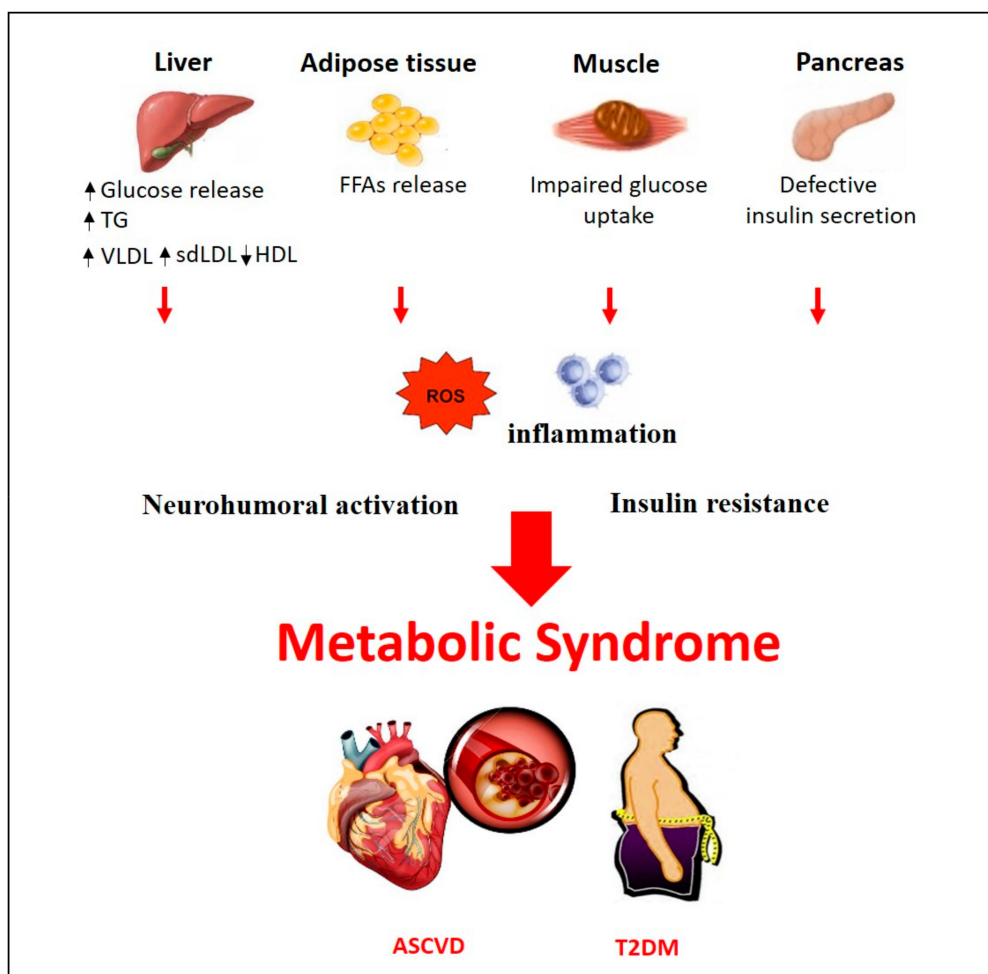 Liver
Adipose tissue
Muscle
Pancreas
↑ Glucose release
↑ TG
↑ VLDL ↑ sdLDL ↓ HDL
FFAs release
Impaired glucose
uptake
Defective
insulin secretion
ROS
inflammation
Neurohumoral activation
Insulin resistance
Metabolic Syndrome
ASCVD
T2DM